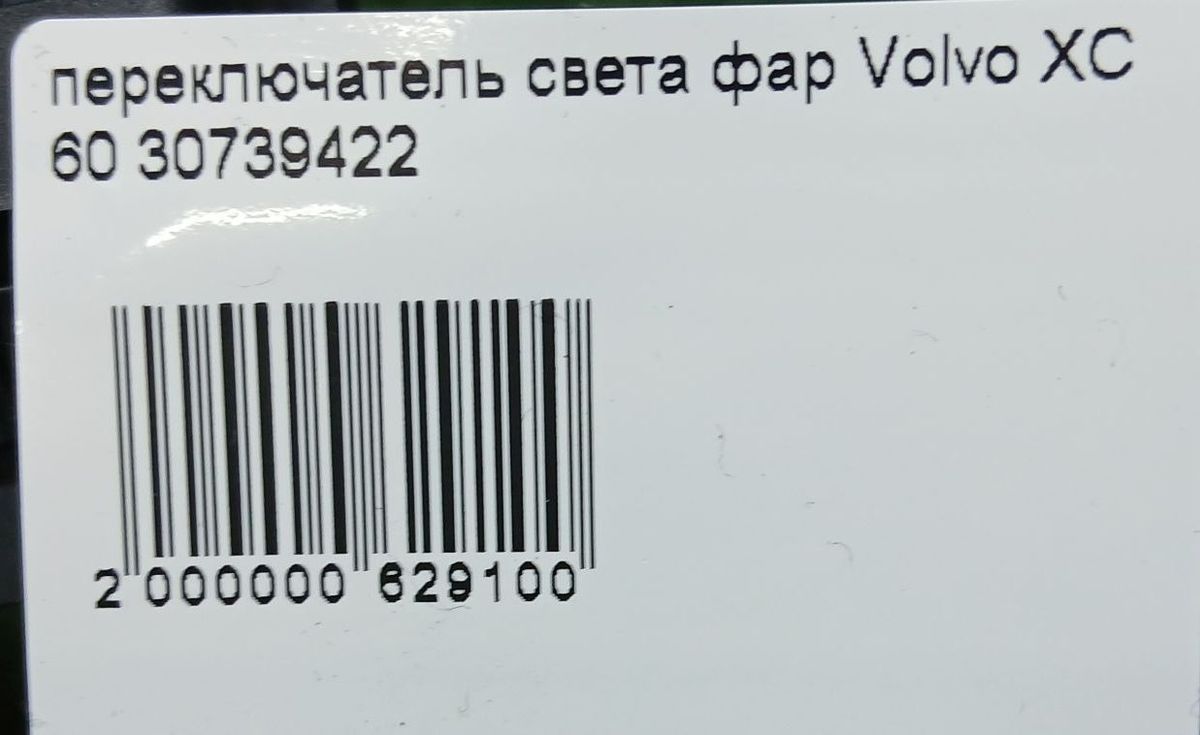 переключатель света фар Volvo XC
60 30739422
2 000000 629100